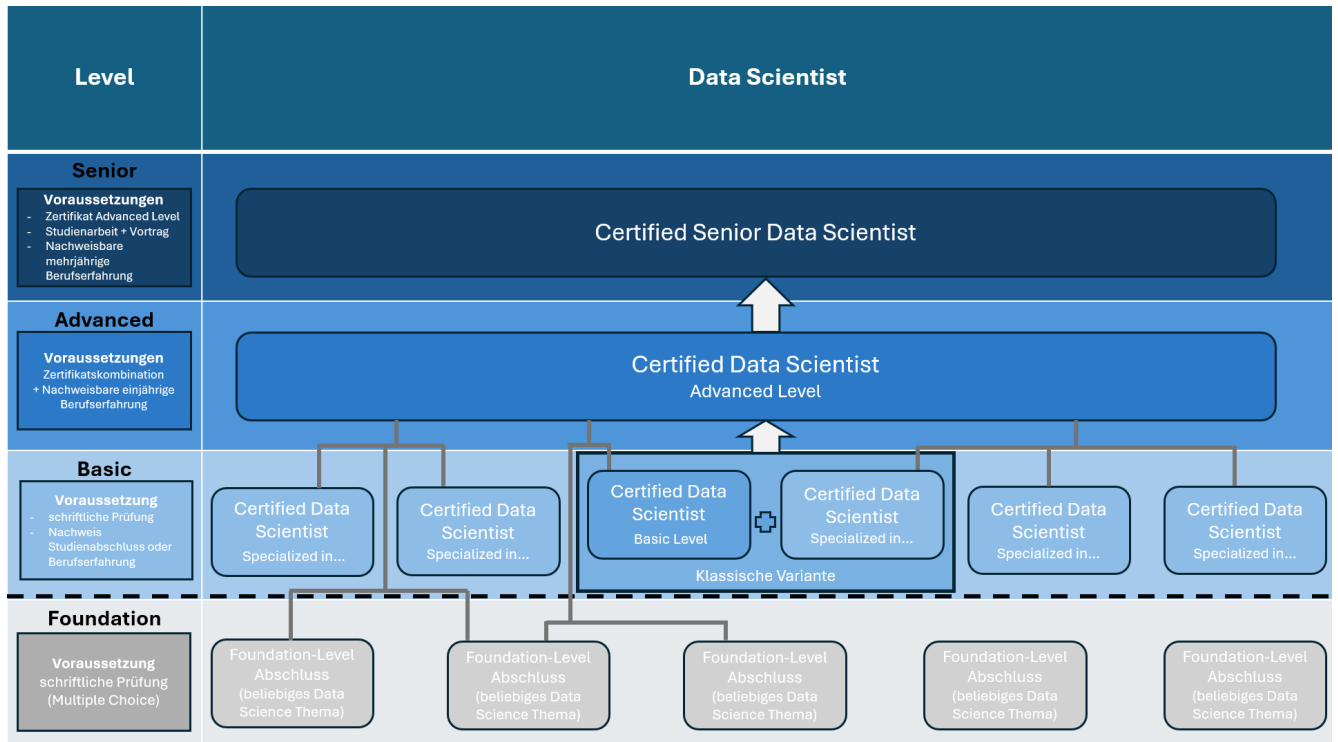 Level
Data Scientist
Senior
Voraussetzungen
- Zertifikat Advanced Level
- Studienarbeit + Vortrag
- Nachweisbare
mehrjährige
Berufserfahrung
Certified Senior Data Scientist
Advanced
Voraussetzungen
Zertifikatskombination
+ Nachweisbare einjährige
Berufserfahrung
Certified Data Scientist
Advanced Level
Basic
Voraussetzung
- schriftliche Prüfung
- Nachweis
Studienabschluss oder
Berufserfahrung
Certified Data
Scientist
Specialized in...
Certified Data
Scientist
Specialized in...
Certified Data
Scientist
Basic Level
Certified Data
Scientist
Specialized in...
Klassische Variante
Certified Data
Scientist
Specialized in...
Certified Data
Scientist
Specialized in...
Foundation
Voraussetzung
schriftliche Prüfung
(Multiple Choice)
Foundation-Level
Abschluss
(beliebiges Data
Science Thema)
Foundation-Level
Abschluss
(beliebiges Data
Science Thema)
Foundation-Level
Abschluss
(beliebiges Data
Science Thema)
Foundation-Level
Abschluss
(beliebiges Data
Science Thema)
Foundation-Level
Abschluss
(beliebiges Data
Science Thema)